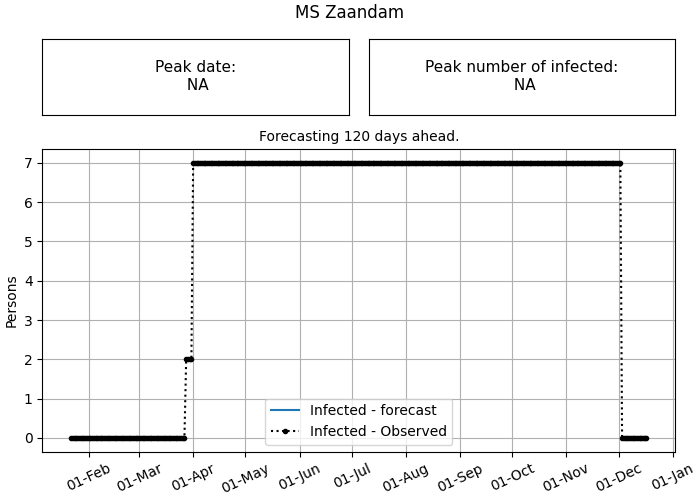 MS Zaandam
Peak date:
NA
Peak number of infected:
NA
Forecasting 120 days ahead.
7
6
5
4
3
2
1
0
Persons
Infected - forecast
Infected - Observed
01-Feb
01-Mar
01-Apr
01-May
01-Jun
01-Jul
01-Aug
01-Sep
01-Oct
01-Nov
01-Dec
01-Jan